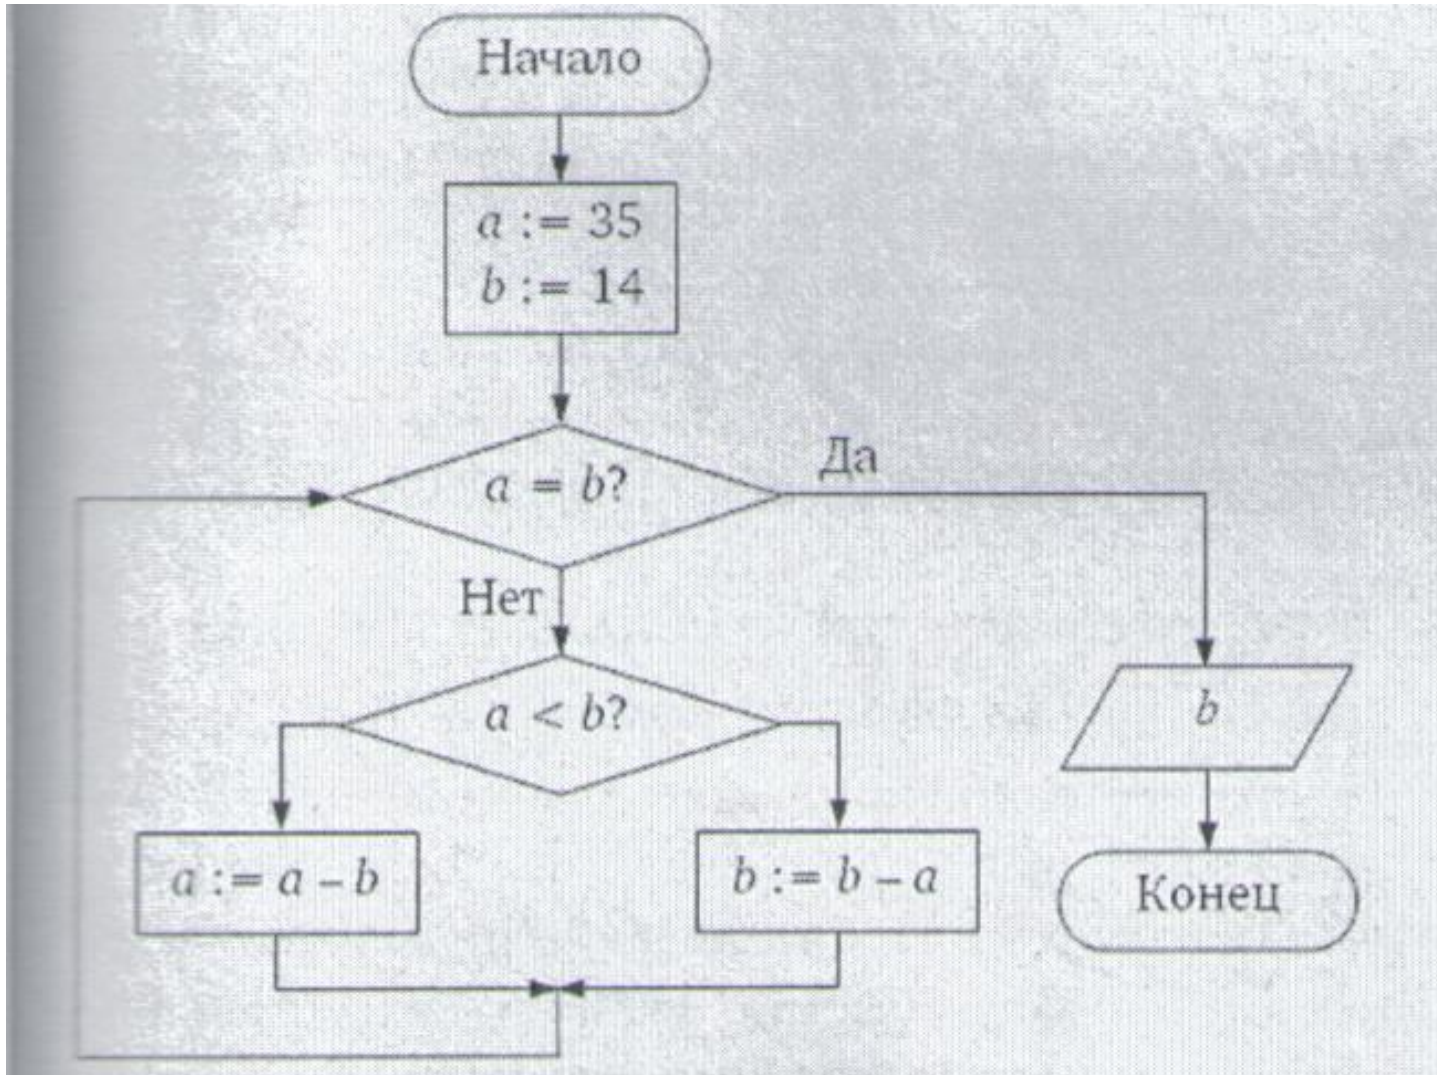 Начало
a := 35
b := 14
a = b?
Да
Нет
a < b?
b
a := a – b
b := b – a
Конец